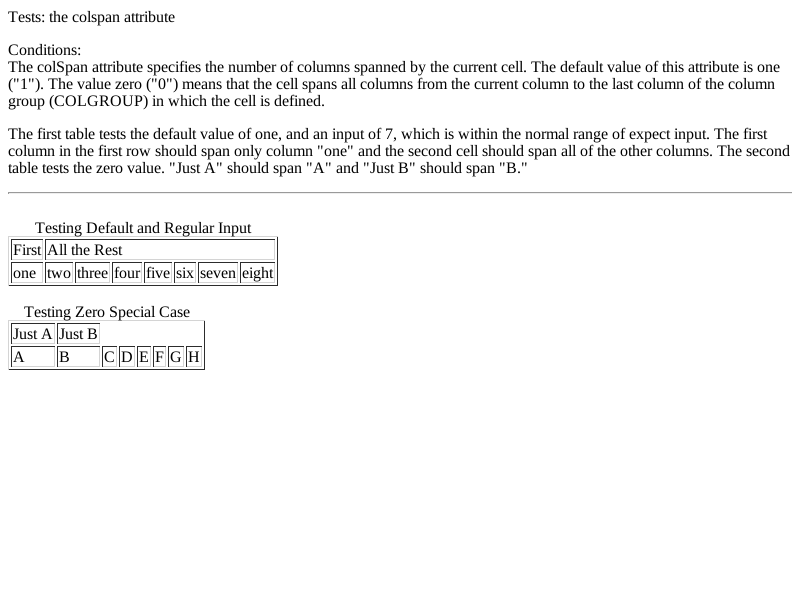 Tests: the colspan attribute
Conditions:
The colSpan attribute specifies the number of columns spanned by the current cell. The default value of this attribute is one
("1"). The value zero ("0") means that the cell spans all columns from the current column to the last column of the column
group (COLGROUP) in which the cell is defined.
The first table tests the default value of one, and an input of 7, which is within the normal range of expect input. The first
column in the first row should span only column "one" and the second cell should span all of the other columns. The second
table tests the zero value. "Just A" should span "A" and "Just B" should span "B."
Testing Default and Regular Input
First All the Rest
one two three four five six seven eight
Testing Zero Special Case
Just A Just B
A B C D E F G H